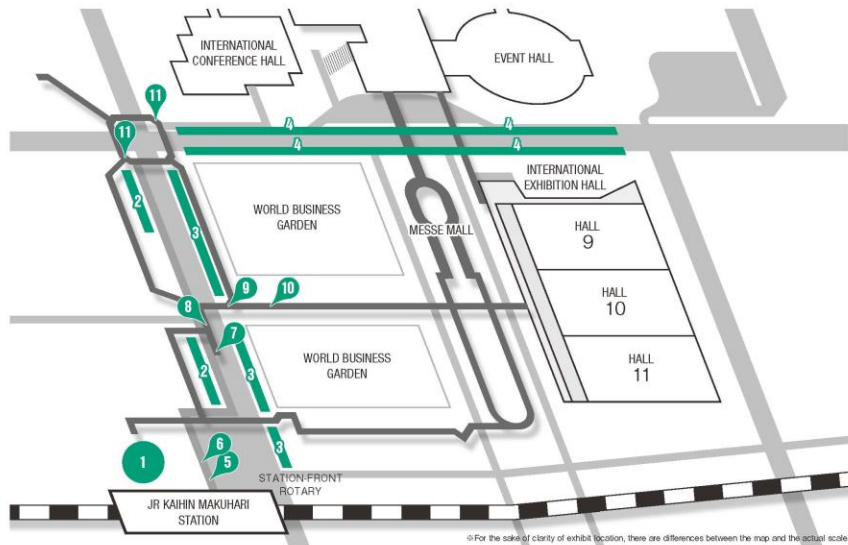 INTERNATIONAL
CONFERENCE HALL
EVENT HALL
11
11
4
4
4
4
INTERNATIONAL
EXHIBITION HALL
2
3
WORLD BUSINESS
GARDEN
MESSE MALL
HALL
9
9
10
8
HALL
10
7
2
3
WORLD BUSINESS
GARDEN
HALL
11
6
3
1
5
STATION-FRONT
ROTARY
JR KAIHIN MAKUHARI
STATION
※For the sake of clarity of exhibit location, there are differences between the map and the actual scale